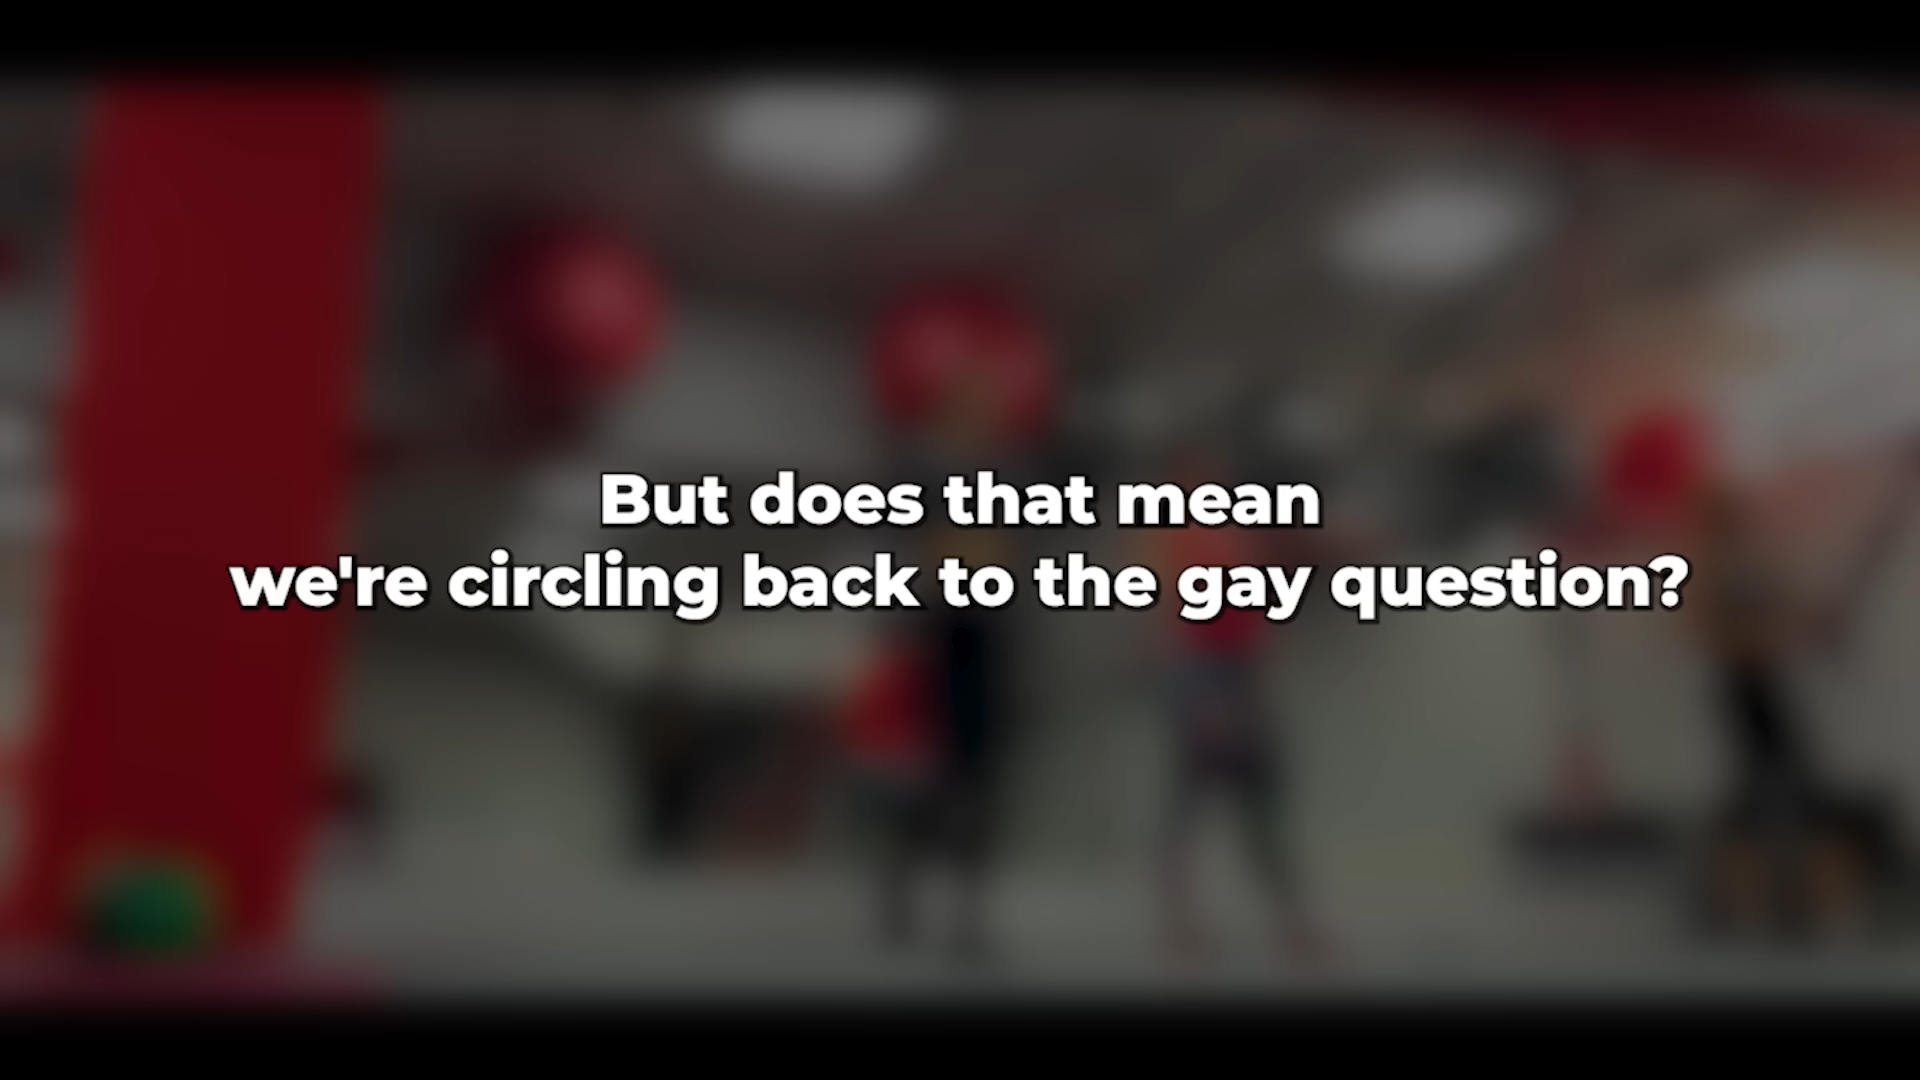 But does that mean
we're circling back to the gay question?